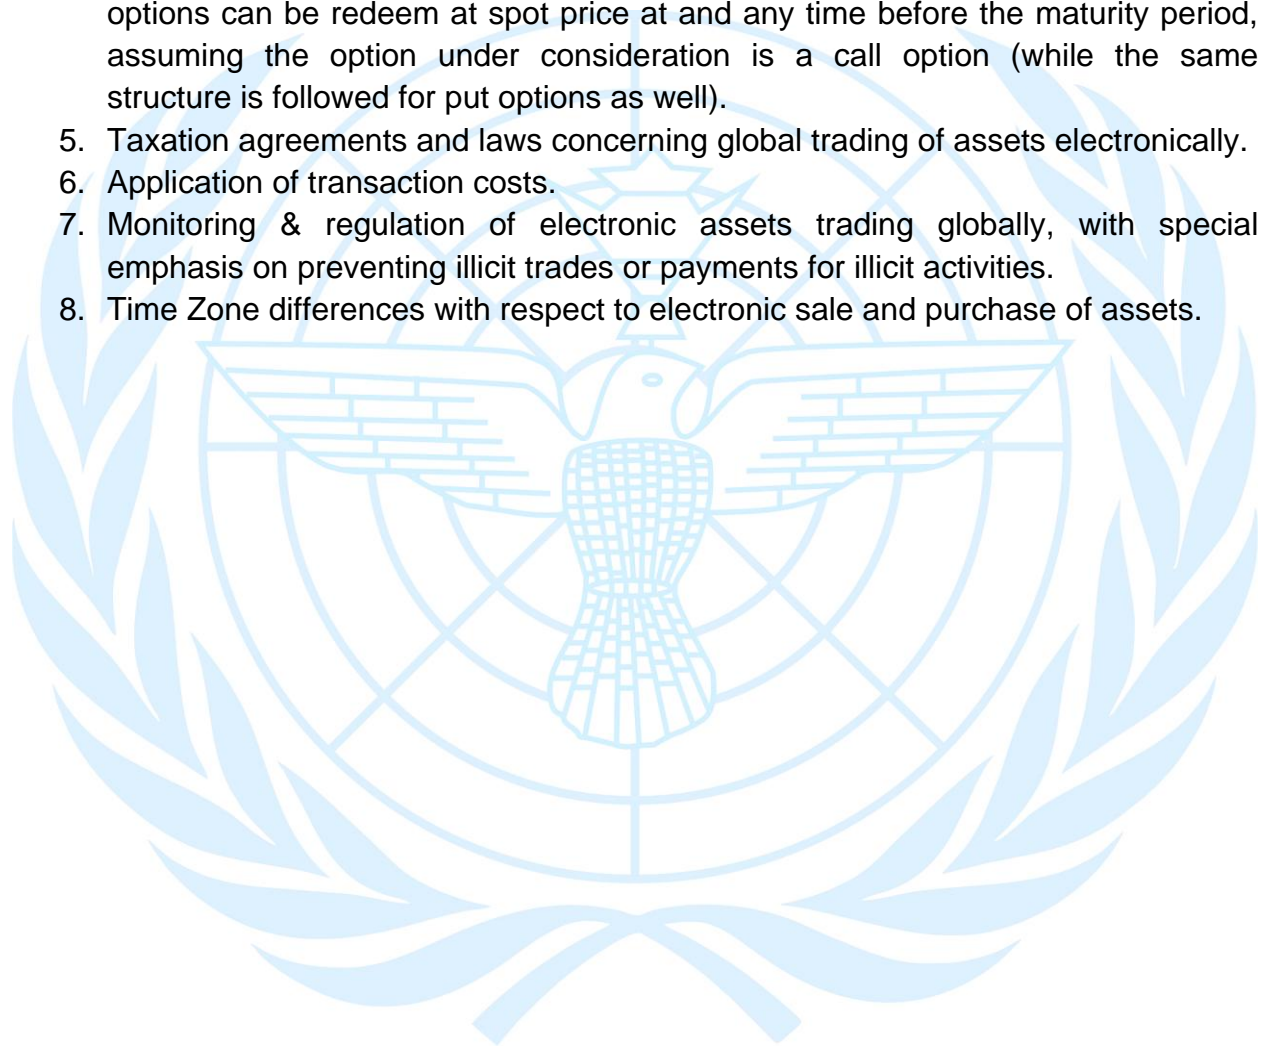 options can be redeem at spot price at and any time before the maturity period,
assuming the option under consideration is a call option (while the same
structure is followed for put options as well).
5. Taxation agreements and laws concerning global trading of assets electronically.
6. Application of transaction costs.
7. Monitoring & regulation of electronic assets trading globally, with special
emphasis on preventing illicit trades or payments for illicit activities.
8. Time Zone differences with respect to electronic sale and purchase of assets.